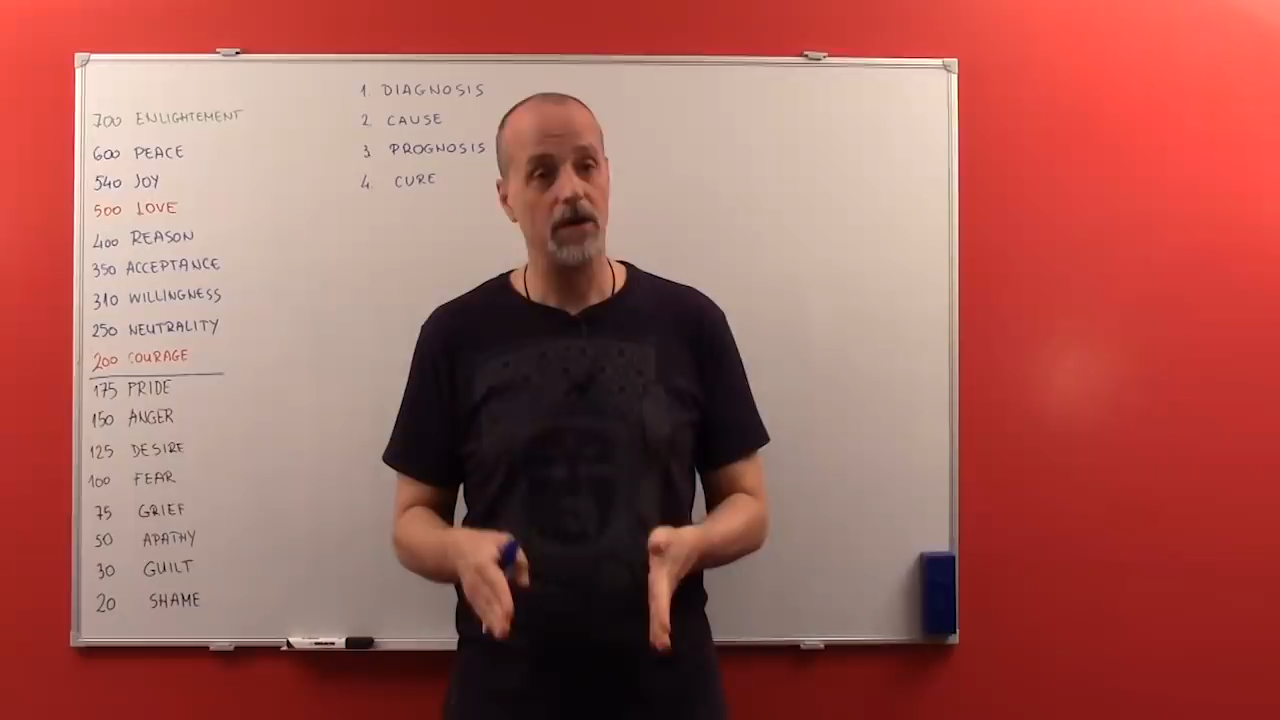 700 ENLIGHTEMENT
600 PEACE
540 JOY
500 LOVE
400 REASON
350 ACCEPTANCE
310 WILLINGNESS
250 NEUTRALITY
200 COURAGE
175 PRIDE
150 ANGER
125 DESIRE
100 FEAR
75 GRIEF
50 APATHY
30 GUILT
20 SHAME
1. DIAGNOSIS
2. CAUSE
3. PROGNOSIS
4. CURE